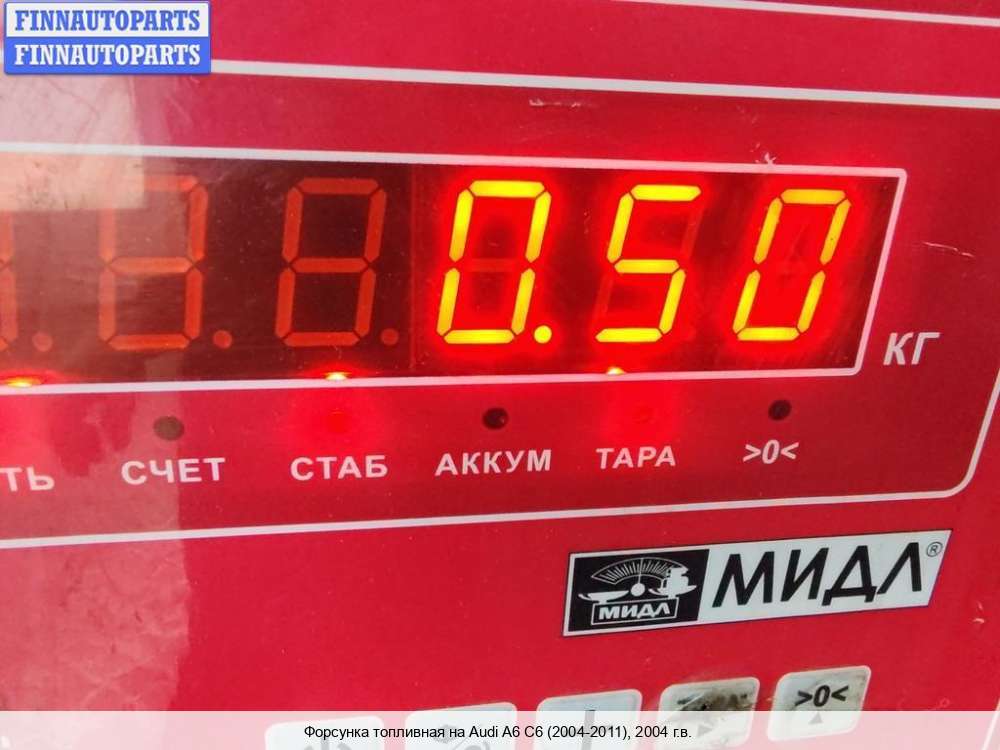 FINNAUTOPARTS
FINNAUTOPARTS
0.50
КГ
ТЬ СЧЕТ СТАБ АККУМ ТАРА >0<
МИДЛ МИДЛ®
>0<
Форсунка топливная на Audi A6 C6 (2004-2011), 2004 г.в.